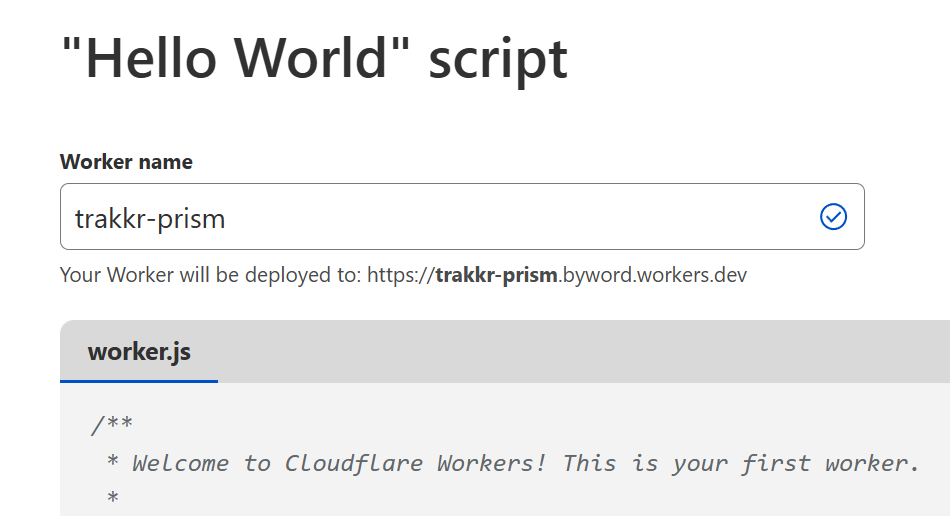 "Hello World" script
Worker name
trakkr-prism
Your Worker will be deployed to: https://trakkr-prism.byword.workers.dev
worker.js
/**
* Welcome to Cloudflare Workers! This is your first worker.
*